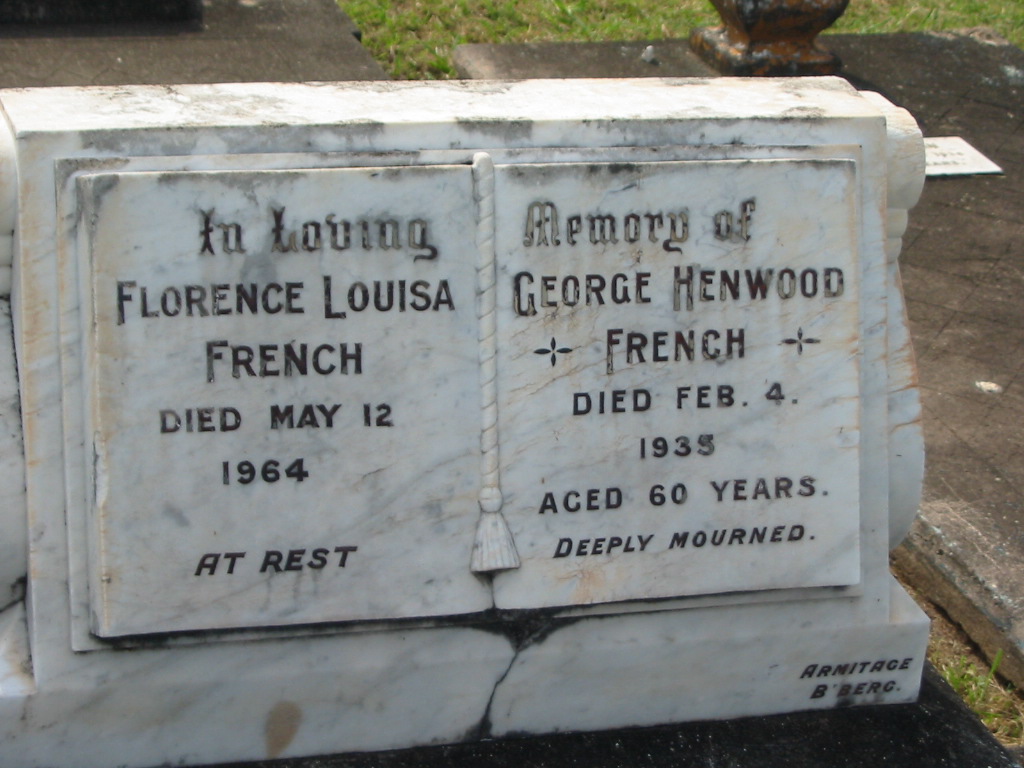 In Loving Memory of
FLORENCE LOUISA
FRENCH
DIED MAY 12
1964
AT REST
GEORGE HENWOOD
FRENCH
DIED FEB. 4.
1935
AGED 60 YEARS.
DEEPLY MOURNED.
ARMITAGE
B'BERG.